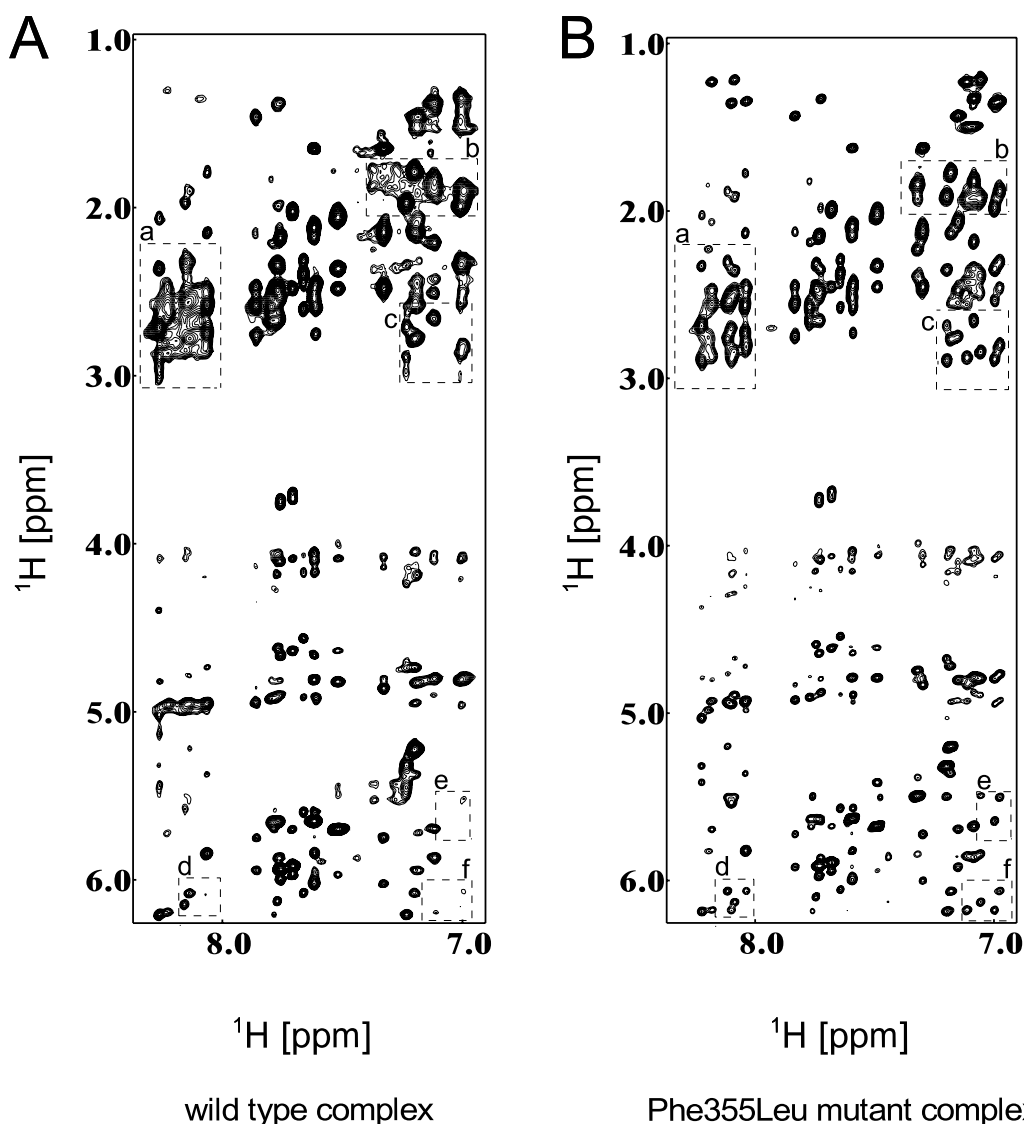 A
B
1.0
2.0
3.0
4.0
5.0
6.0
8.0
7.0
a
b
c
d
e
f
¹H [ppm]
¹H [ppm]
wild type complex
1.0
2.0
3.0
4.0
5.0
6.0
8.0
7.0
a
b
c
d
e
f
¹H [ppm]
¹H [ppm]
Phe355Leu mutant comple